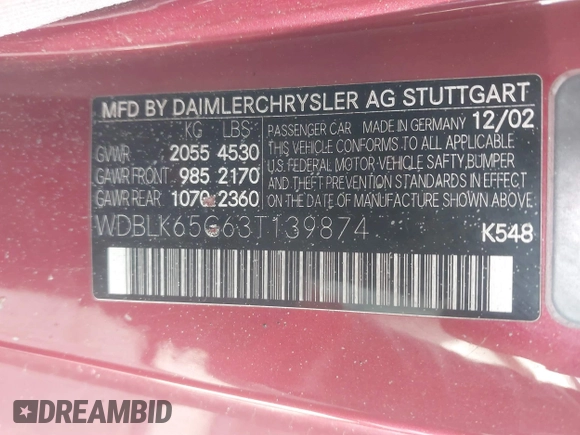 MFD BY DAIMLERCHRYSLER AG STUTTGART
KG LBS
GVWR 2055 4530
GAWR FRONT 985 2170
GAWR REAR 1070 2360
PASSENGER CAR MADE IN GERMANY 12/02
THIS VEHICLE CONFORMS TO ALL APPLICABLE
U.S. FEDERAL MOTOR-VEHICLE SAFTY,BUMPER
AND THEFT PREVENTION STANDARDS IN
EFFECT ON THE DATE
OF MANUFACTURE SHOWN ABOVE.
WDBLK65G63T139874
K548
DREAMBID